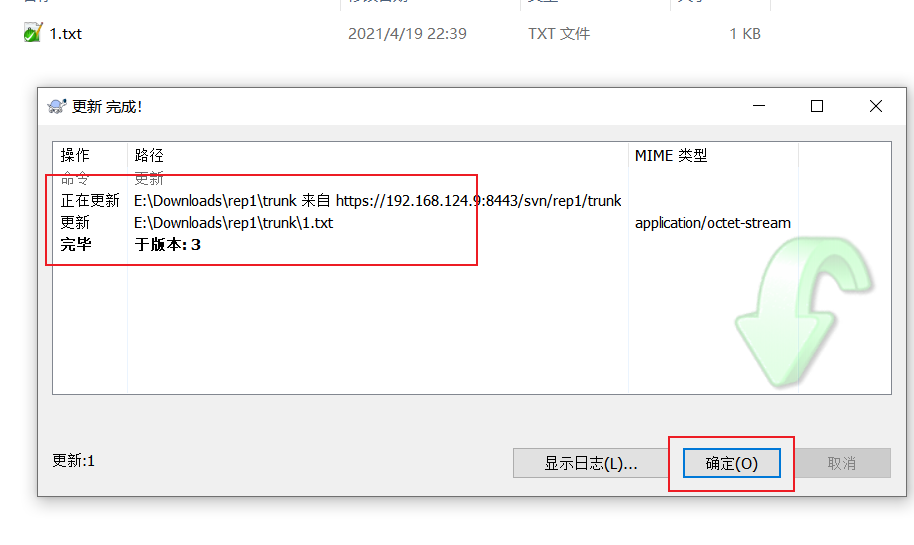 1.txt 2021/4/19 22:39 TXT 文件 1 KB
更新 完成!
操作 路径 MIME 类型
命令 更新
正在更新 E:\Downloads\rep1\trunk 来自 https://192.168.124.9:8443/svn/rep1/trunk
更新 E:\Downloads\rep1\trunk\1.txt application/octet-stream
完毕 于版本: 3
更新:1 显示日志(L)... 确定(O) 取消